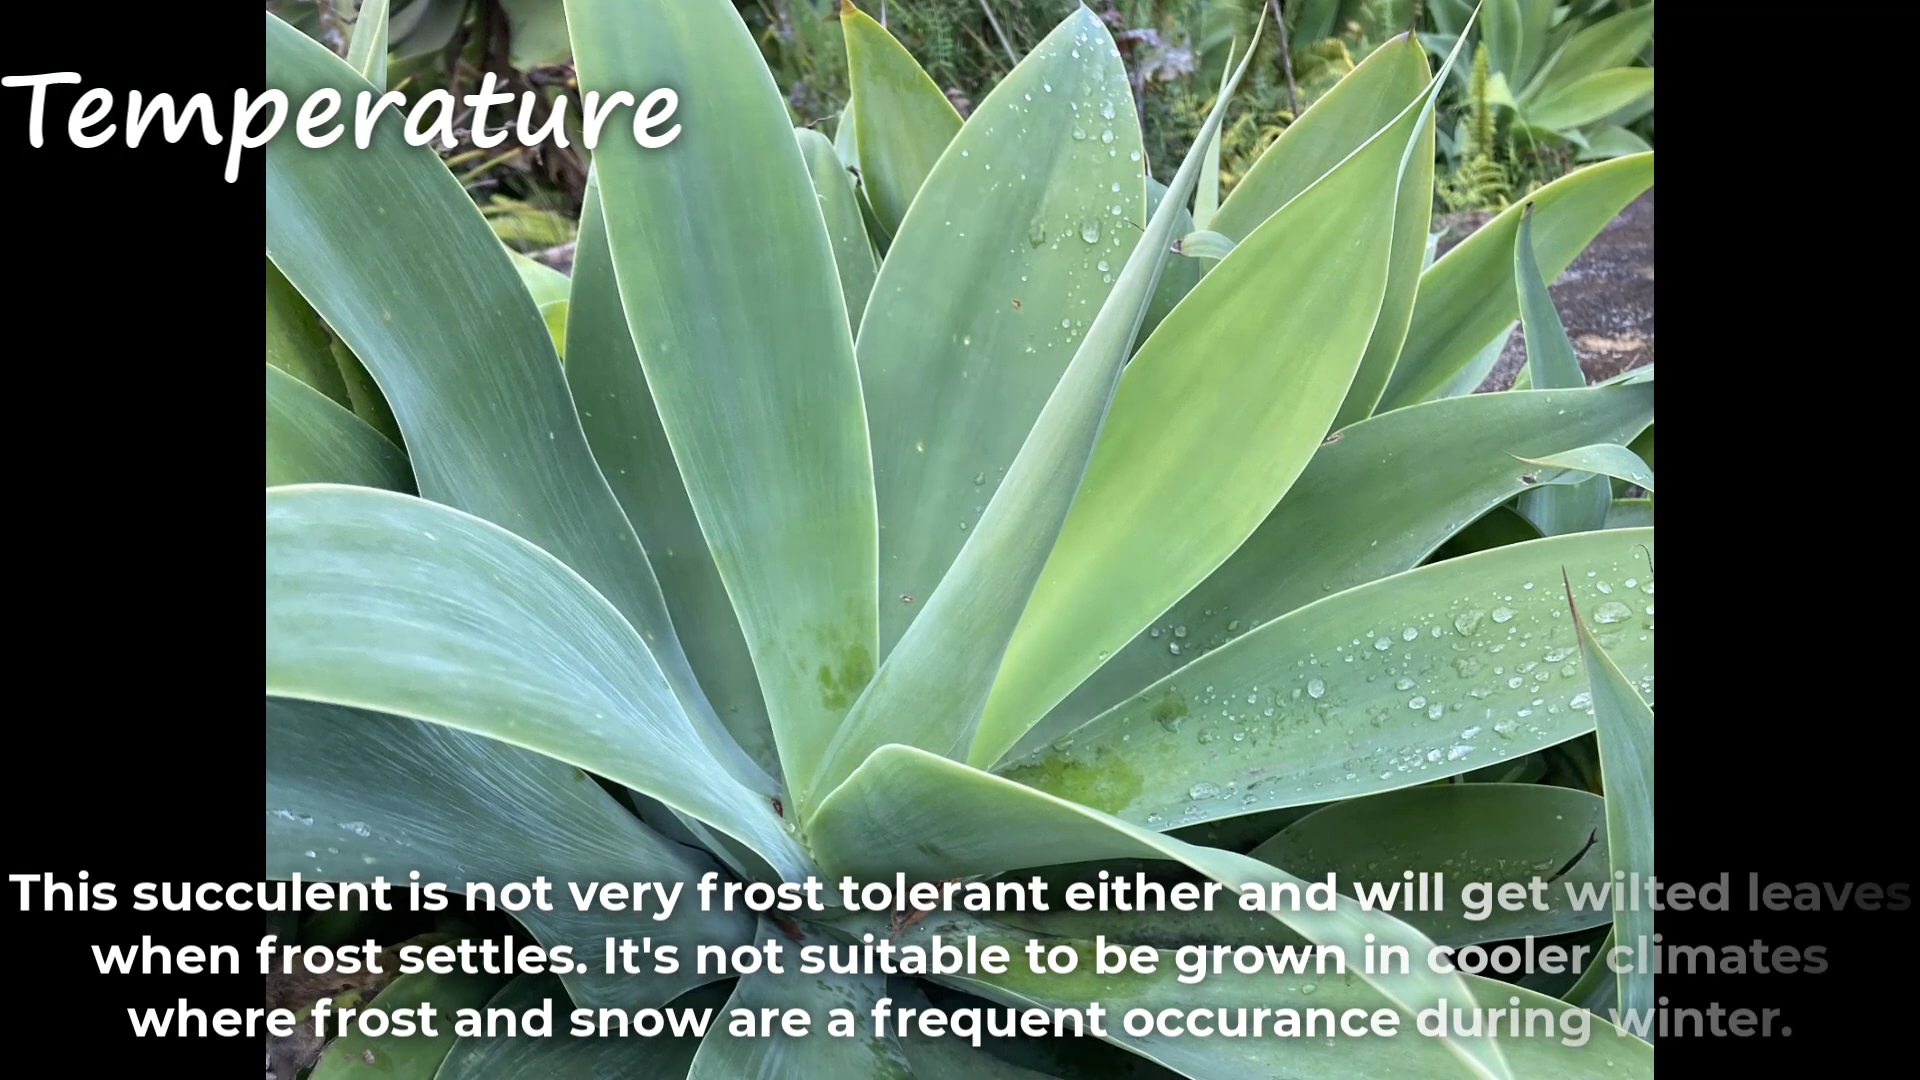 Temperature
This succulent is not very frost tolerant either and will get wilted leaves
when frost settles. It's not suitable to be grown in cooler climates
where frost and snow are a frequent occurance during winter.